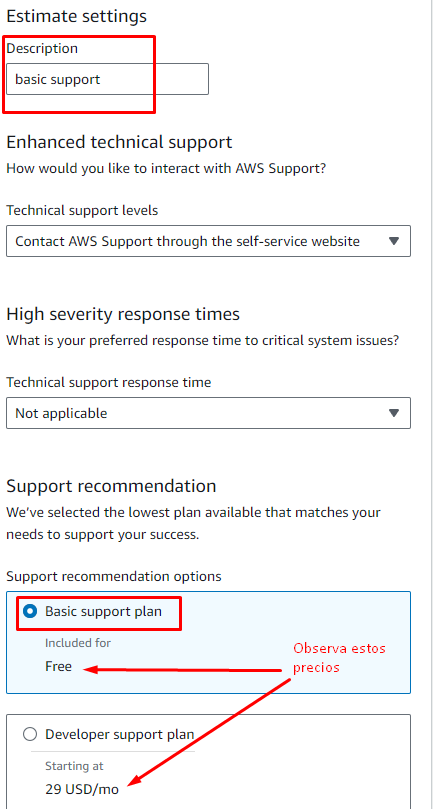 Estimate settings
Description
basic support
Enhanced technical support
How would you like to interact with AWS Support?
Technical support levels
Contact AWS Support through the self-service website
High severity response times
What is your preferred response time to critical system issues?
Technical support response time
Not applicable
Support recommendation
We've selected the lowest plan available that matches your
needs to support your success.
Support recommendation options
Basic support plan
Included for
Free
Observa estos
precios
Developer support plan
Starting at
29 USD/mo